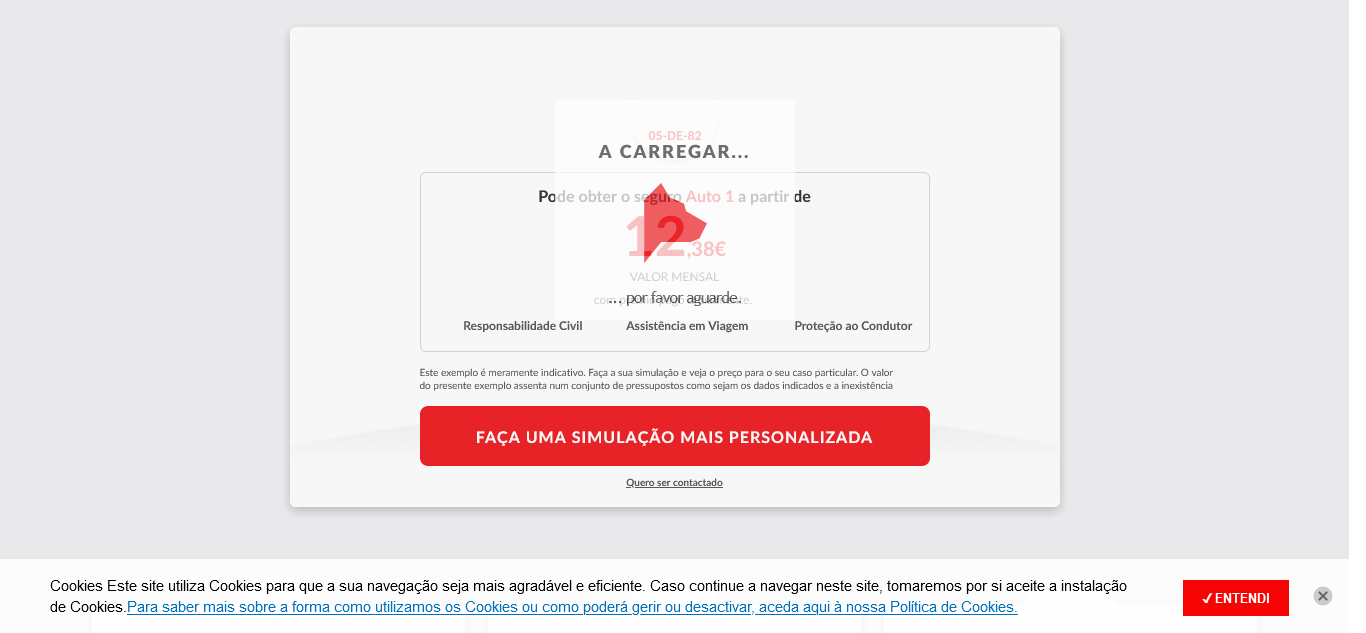 05-DE-82
A CARREGAR...
Pode obter o seguro Auto 1 a partir de
12,38€
VALOR MENSAL
... por favor aguarde.
Responsabilidade Civil Assistência em Viagem Proteção ao Condutor
Este exemplo é meramente indicativo. Faça a sua simulação e veja o preço para o seu caso particular. O valor
do presente exemplo assenta num conjunto de pressupostos como sejam os dados indicados e a inexistência
FAÇA UMA SIMULAÇÃO MAIS PERSONALIZADA
Quero ser contactado
Cookies Este site utiliza Cookies para que a sua navegação seja mais agradável e eficiente. Caso continue a navegar neste site, tomaremos por si aceite a instalação
de Cookies.Para saber mais sobre a forma como utilizamos os Cookies ou como poderá gerir ou desactivar, aceda aqui à nossa Política de Cookies.
✓ ENTENDI